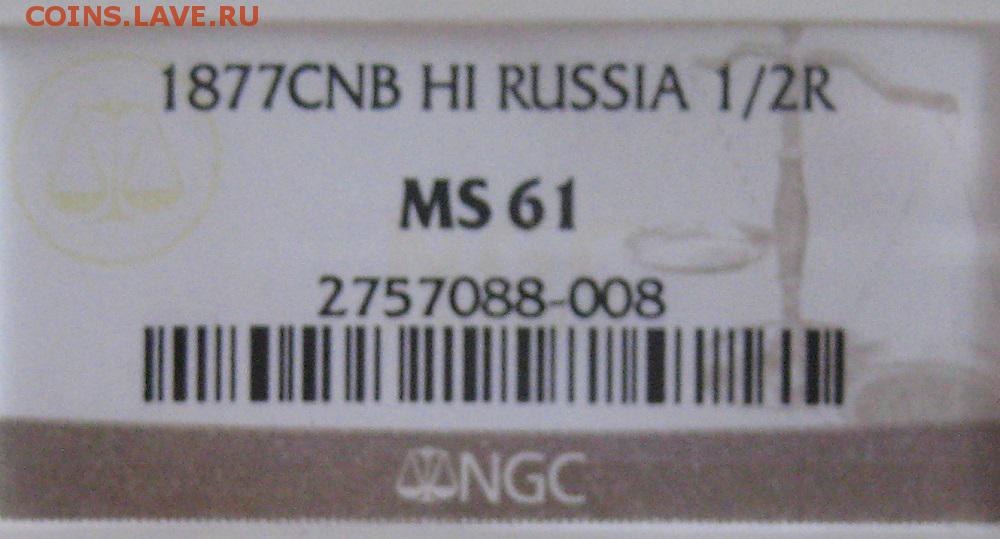 COINS.LAVE.RU
1877CNB HI RUSSIA 1/2R
MS 61
2757088-008
NGC